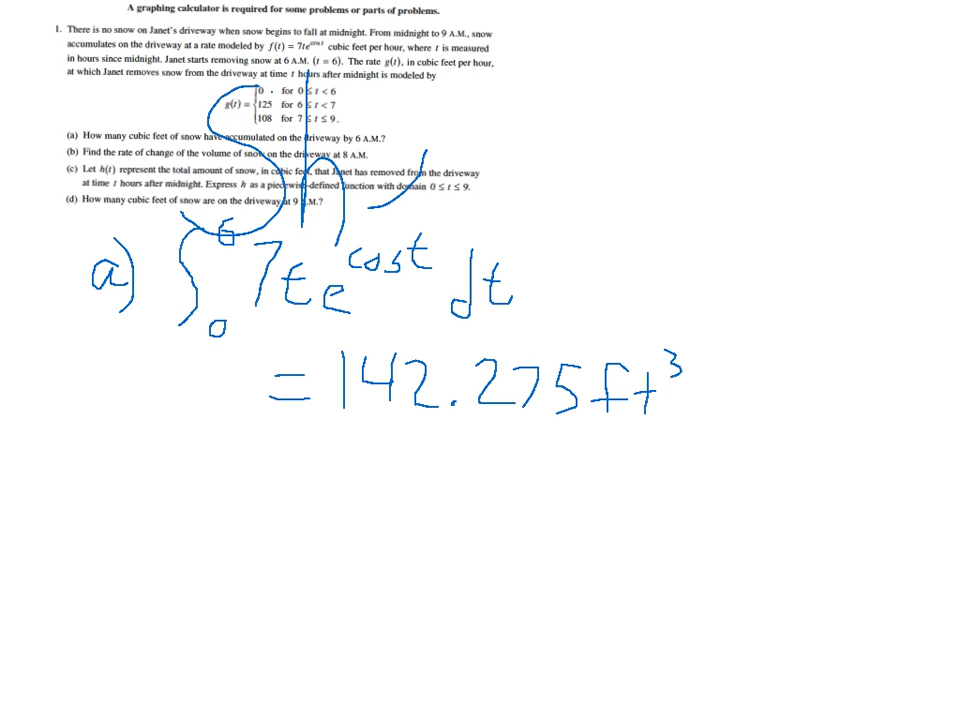 A graphing calculator is required for some problems or parts of problems.
1. There is no snow on Janet's driveway when snow begins to fall at midnight. From midnight to 9 A.M., snow
accumulates on the driveway at a rate modeled by f(t) = 7te^{cos t} cubic feet per hour, where t is measured
in hours since midnight. Janet starts removing snow at 6 A.M. (t = 6). The rate g(t), in cubic feet per hour,
at which Janet removes snow from the driveway at time t hours after midnight is modeled by
0 for 0 ≤ t < 6
g(t) = { 125 for 6 ≤ t < 7
108 for 7 ≤ t ≤ 9.
(a) How many cubic feet of snow have accumulated on the driveway by 6 A.M.?
(b) Find the rate of change of the volume of snow on the driveway at 8 A.M.
(c) Let h(t) represent the total amount of snow, in cubic feet, that Janet has removed from the driveway
at time t hours after midnight. Express h as a piecewise-defined function with domain 0 ≤ t ≤ 9.
(d) How many cubic feet of snow are on the driveway at 9 A.M.?
a) ∫_0^6 7te^{cost} dt
= 142.275 ft^3